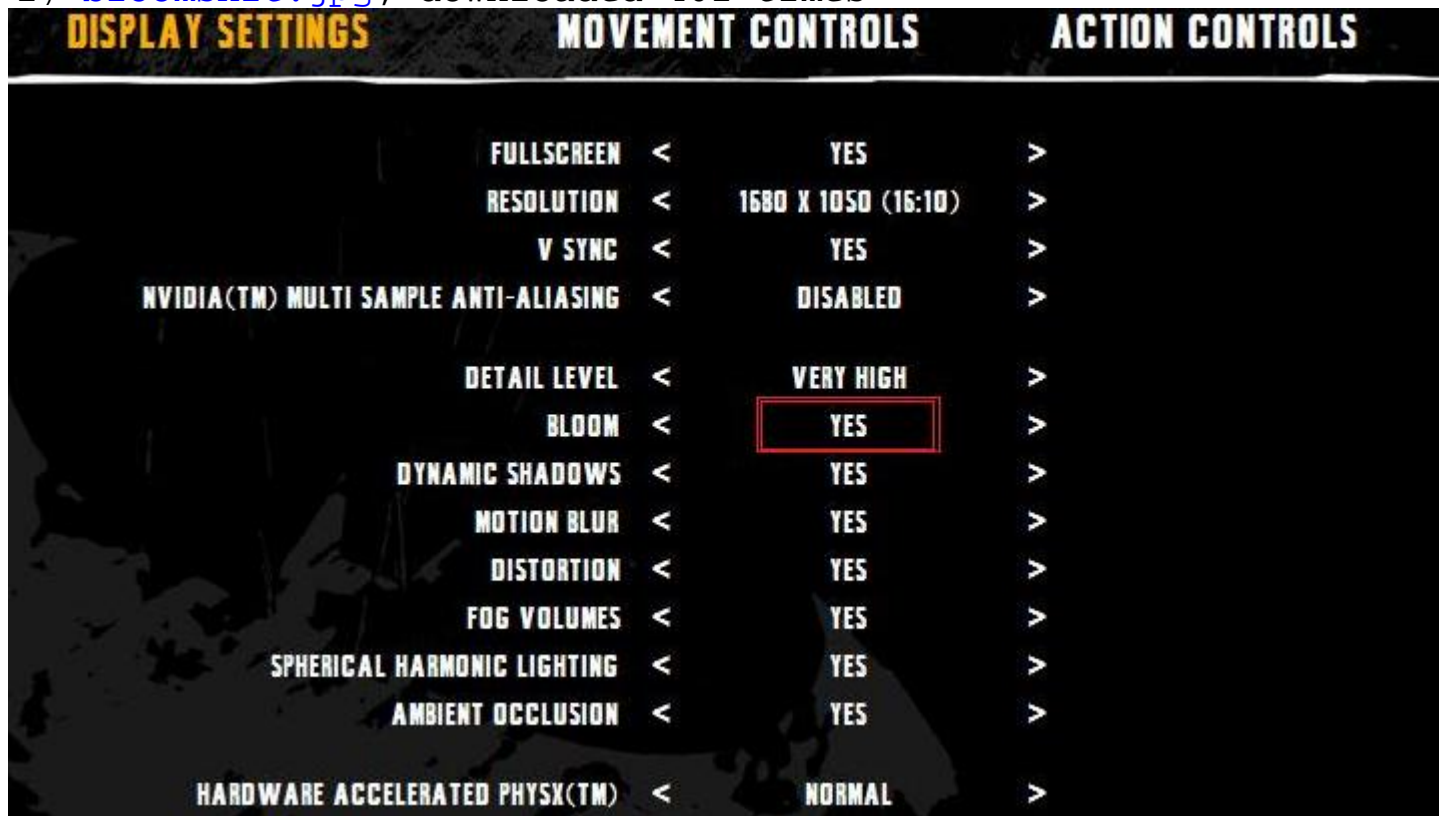 DISPLAY SETTINGS MOVEMENT CONTROLS ACTION CONTROLS
FULLSCREEN < YES >
RESOLUTION < 1680 X 1050 (16:10) >
V SYNC < YES >
NVIDIA(TM) MULTI SAMPLE ANTI-ALIASING < DISABLED >
DETAIL LEVEL < VERY HIGH >
BLOOM < YES >
DYNAMIC SHADOWS < YES >
MOTION BLUR < YES >
DISTORTION < YES >
FOG VOLUMES < YES >
SPHERICAL HARMONIC LIGHTING < YES >
AMBIENT OCCLUSION < YES >
HARDWARE ACCELERATED PHYSX(TM) < NORMAL >